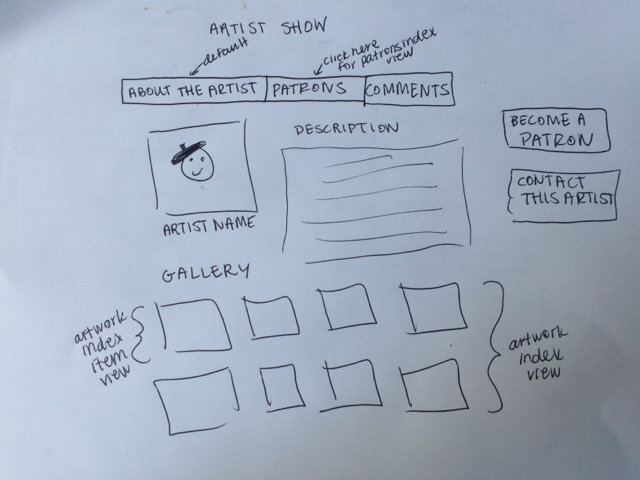 ARTIST SHOW
default
click here
for patrons index
view
ABOUT THE ARTIST
PATRONS
COMMENTS
BECOME A
PATRON
DESCRIPTION
CONTACT
THIS ARTIST
ARTIST NAME
GALLERY
artwork
index
item
view
artwork
index
view